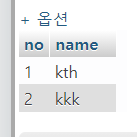 + 옵션
no name
1 kth
2 kkk